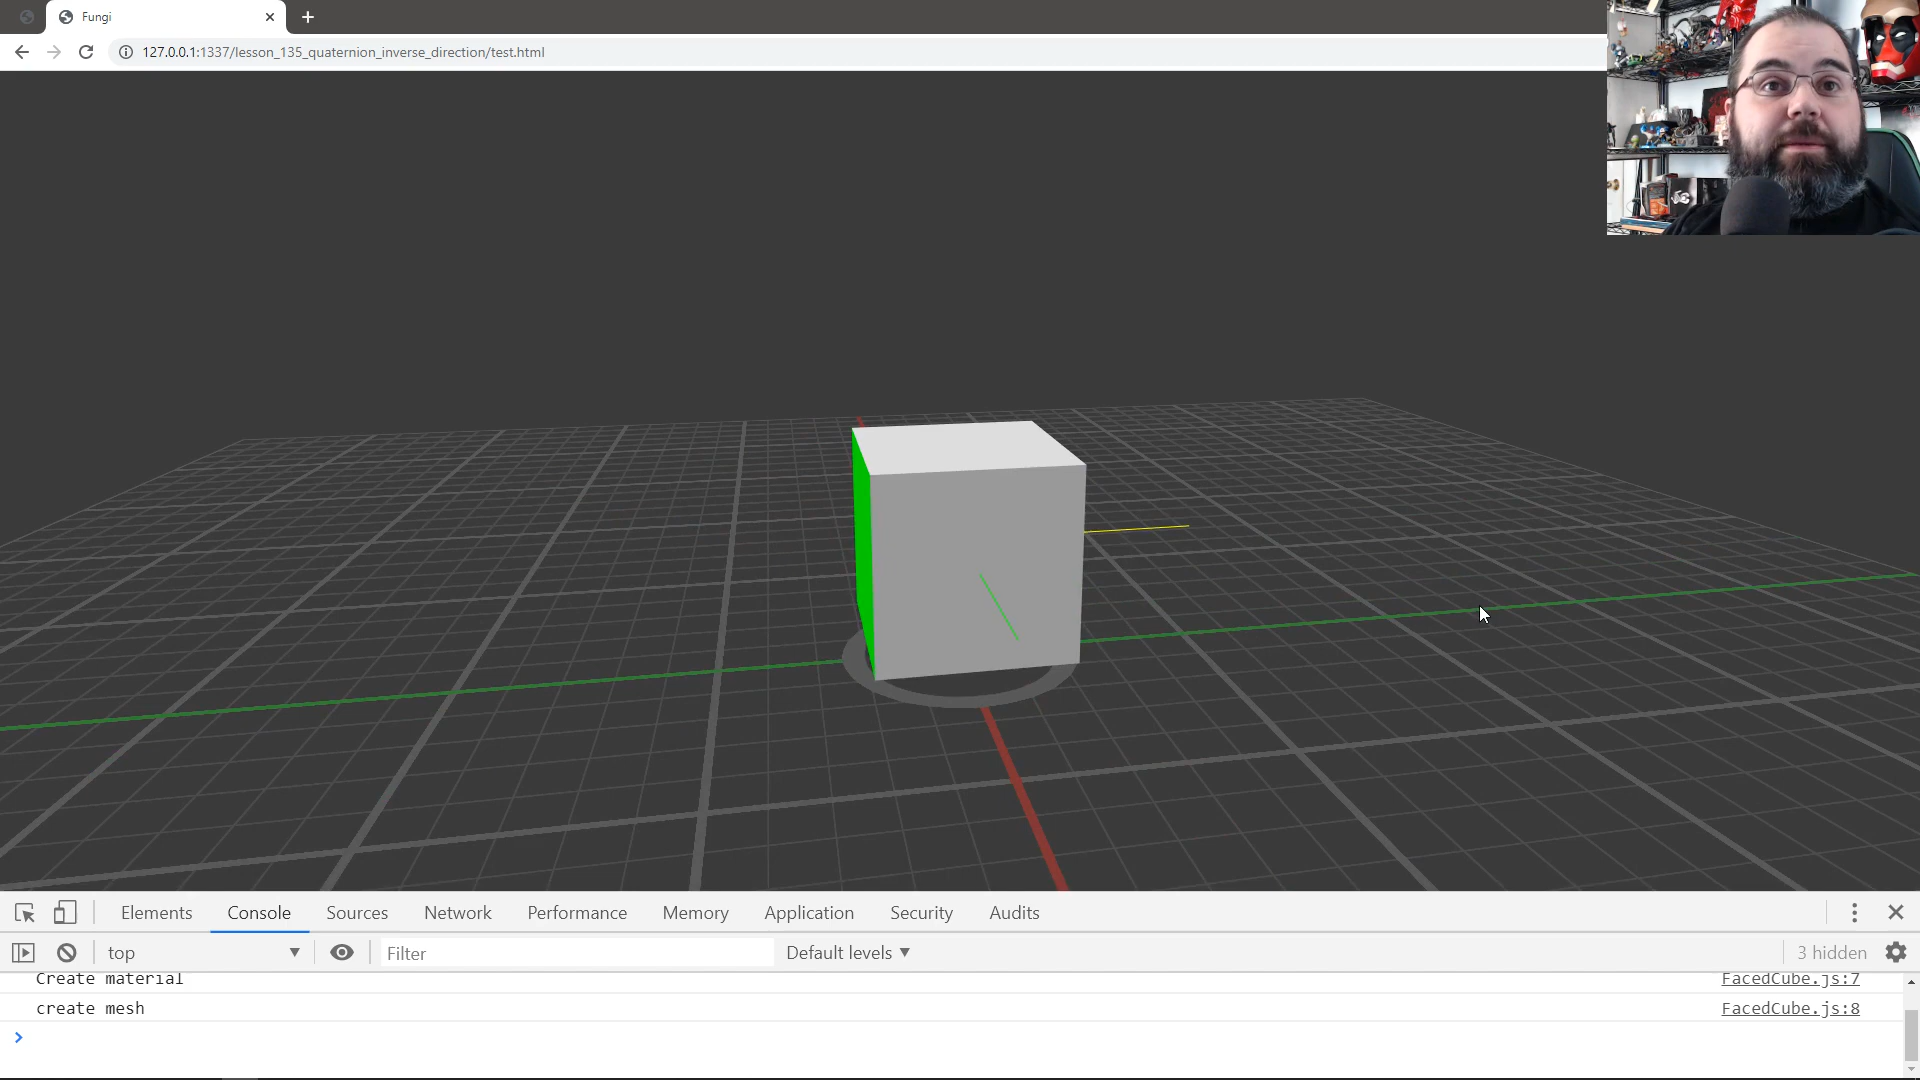 Fungi
127.0.0.1:1337/lesson_135_quaternion_inverse_direction/test.html
Elements Console Sources Network Performance Memory Application Security Audits
top Filter Default levels 3 hidden
Create material FacedCube.js:7
create mesh FacedCube.js:8